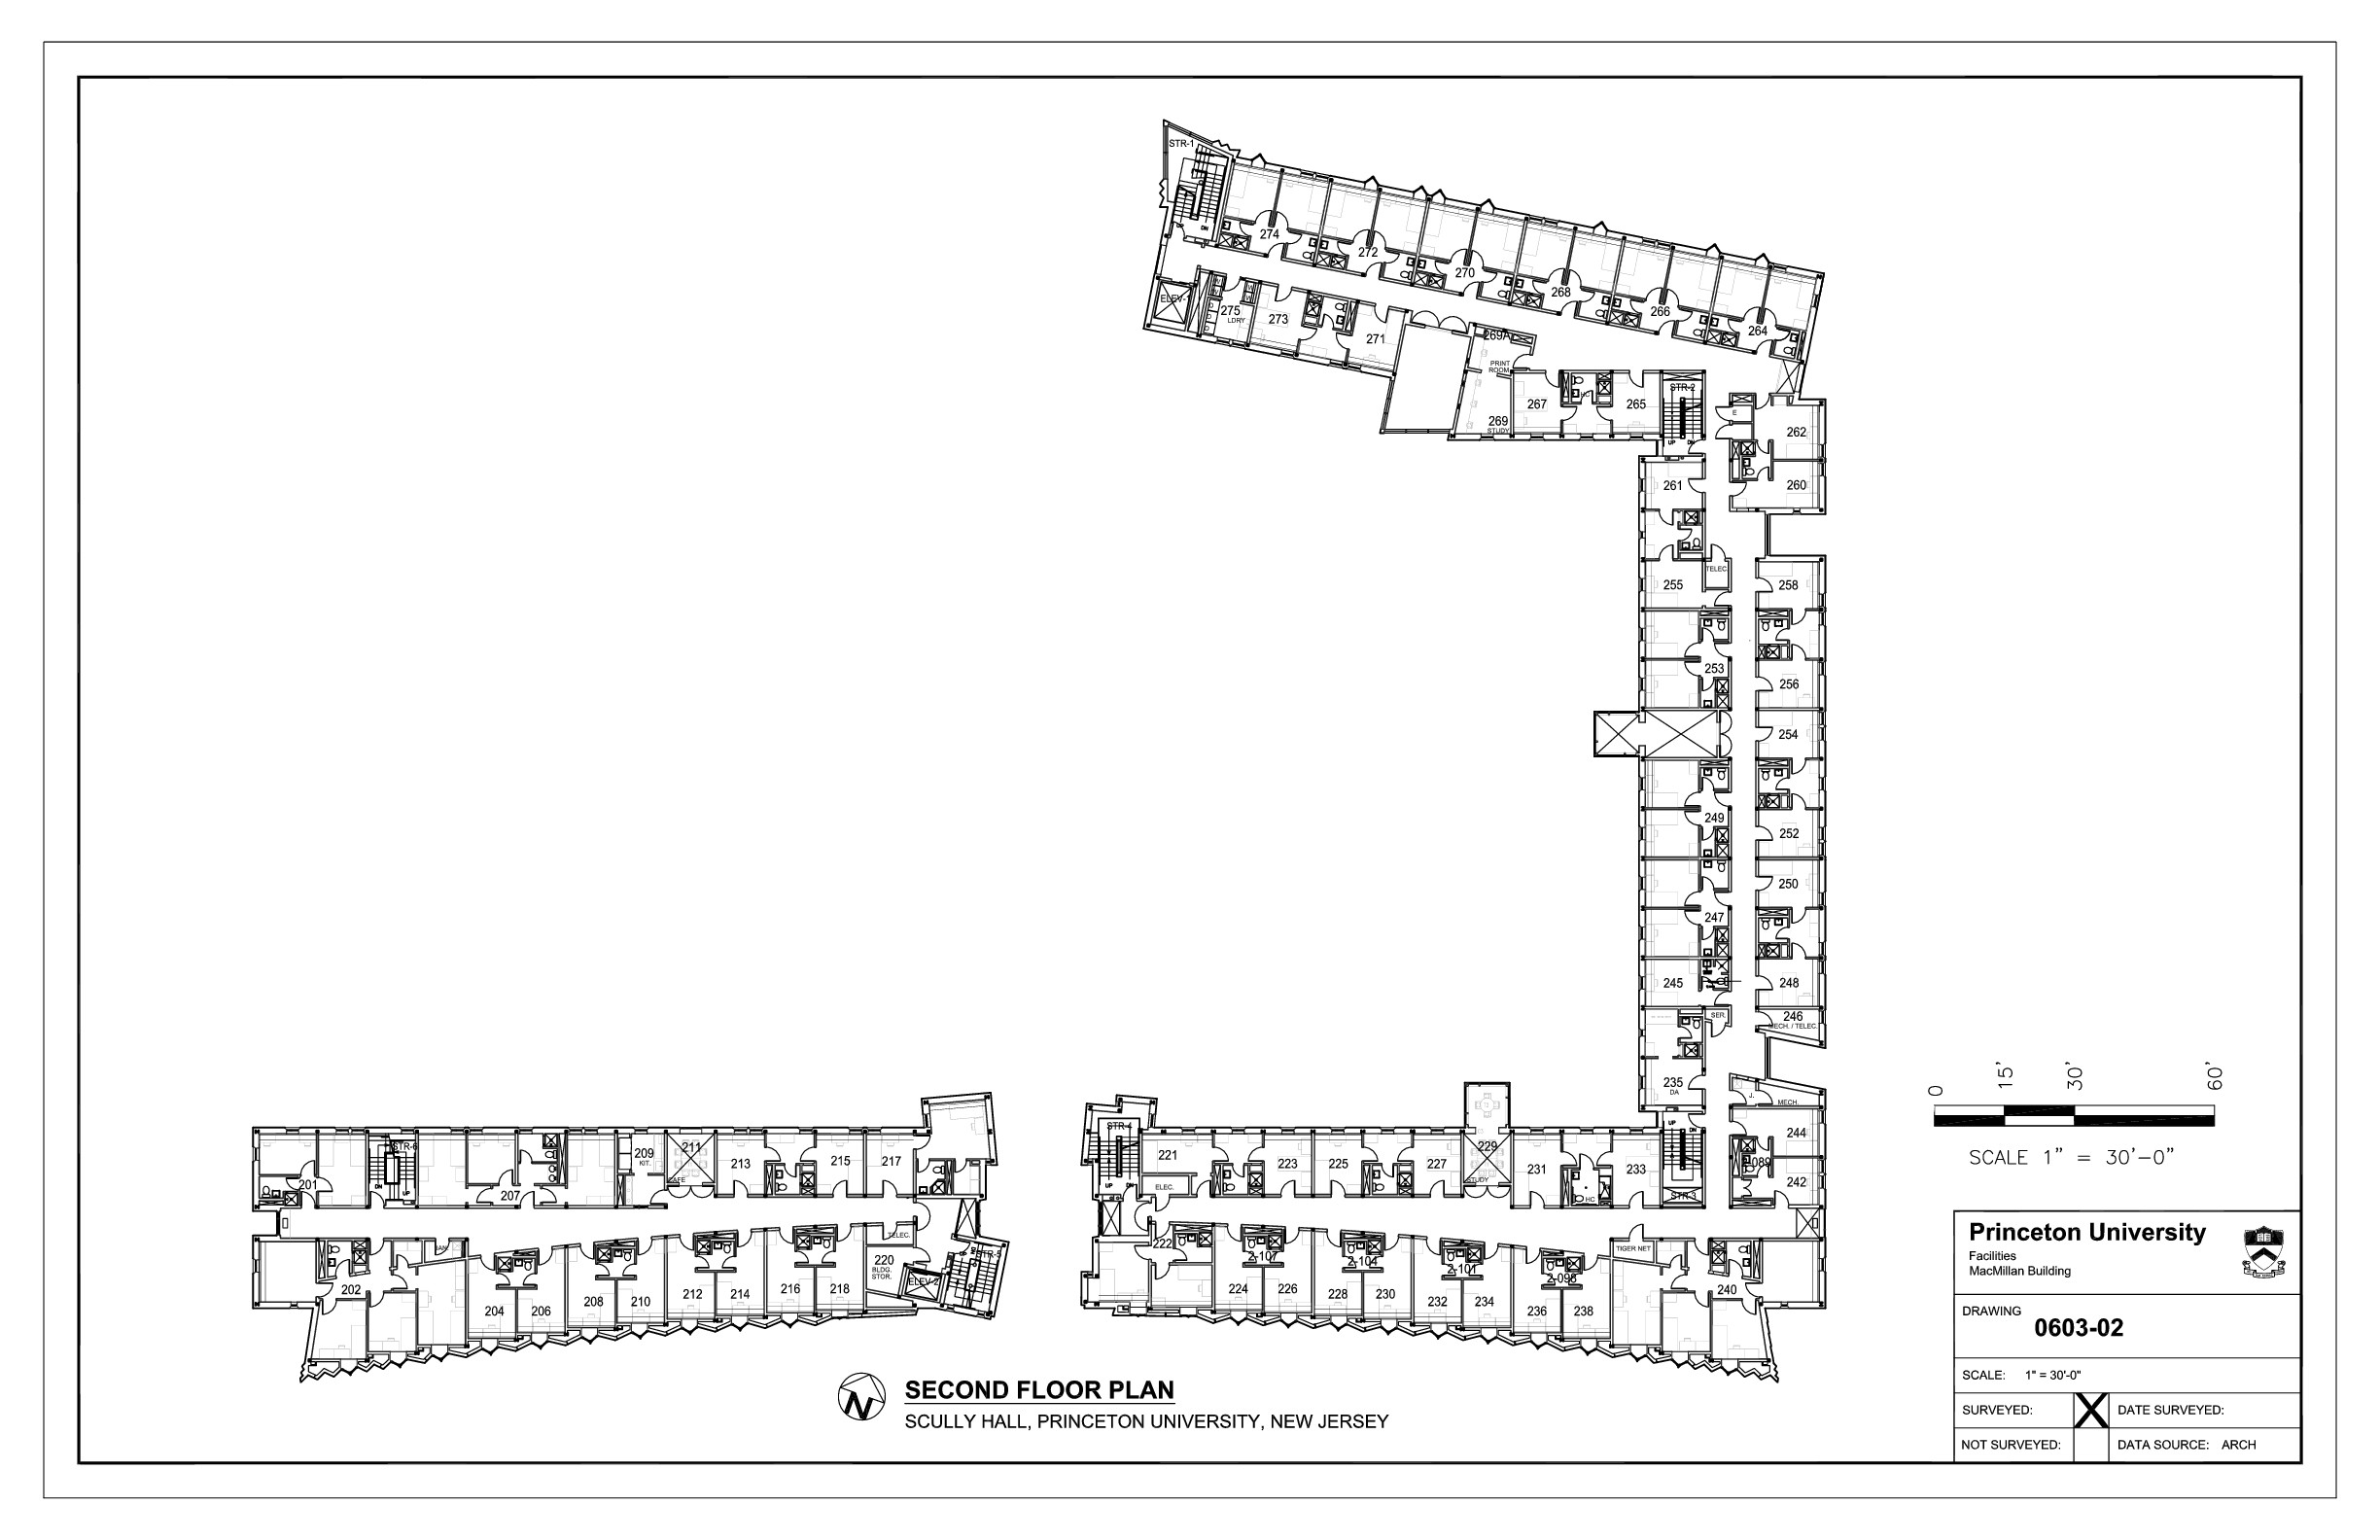 STR-1
UP
DN
274
272
270
268
266
264
ELEV-1
275
LDRY
273
271
269A
PRINT
ROOM
269
STUDY
267
HC
265
STR-2
UP
DN
E
262
260
261
TELEC.
255
258
253
256
254
249
252
250
247
245
248
SER.
246
MECH. / TELEC.
235
DA
J.
MECH.
244
242
UP
DN
STR-3
201
STR-6
DN
UP
207
209
KIT.
211
CAFE
213
215
217
JAN
202
204
206
208
210
212
214
216
218
TELEC.
220
BLDG.
STOR.
ELEV-2
STR-5
STR-4
UP
DN
221
ELEC.
223
225
227
229
STUDY
231
HC
233
222
2-107
2-104
2-101
2-098
224
226
228
230
232
234
236
238
TIGER NET
240
0
15'
30'
60'
SCALE 1" = 30'-0"
Princeton University
Facilities
MacMillan Building
DRAWING
0603-02
SCALE: 1" = 30'-0"
SURVEYED: X DATE SURVEYED:
NOT SURVEYED: DATA SOURCE: ARCH
N
SECOND FLOOR PLAN
SCULLY HALL, PRINCETON UNIVERSITY, NEW JERSEY